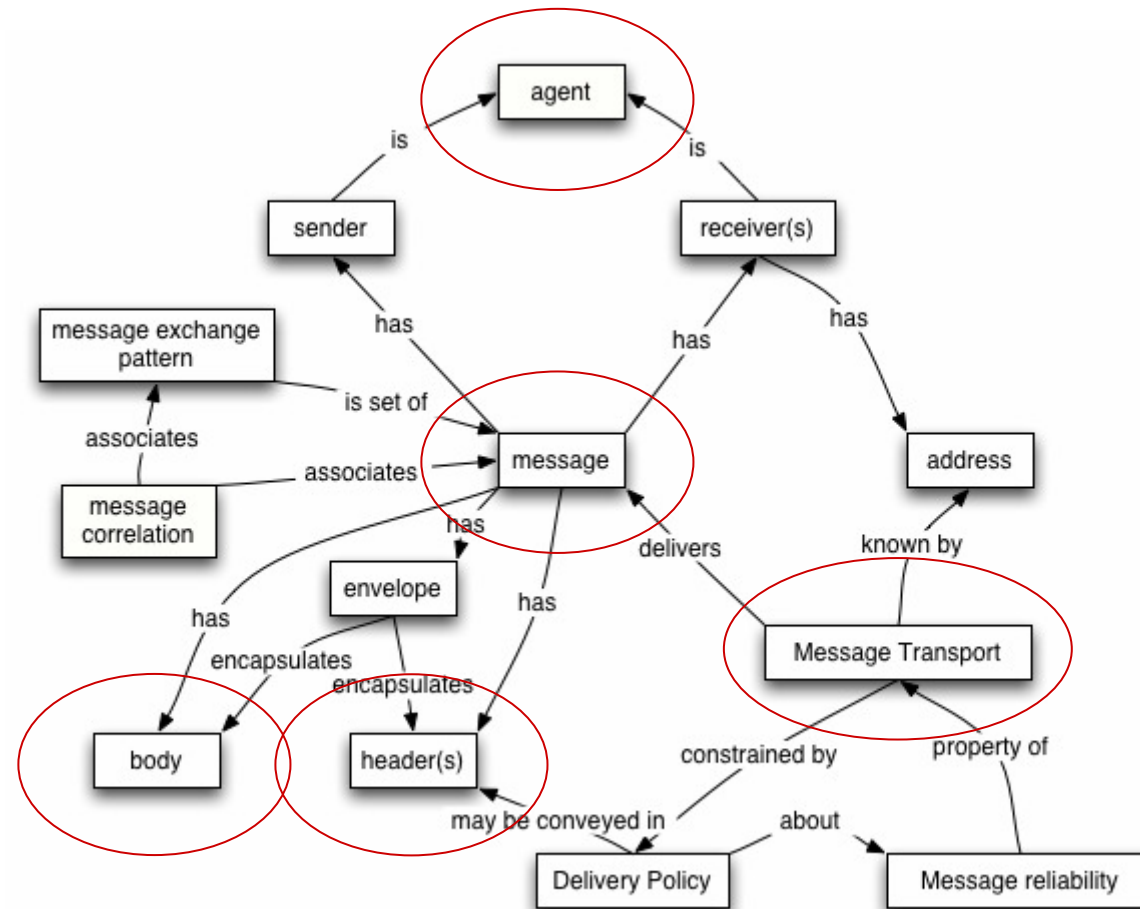 agent
is
is
sender
receiver(s)
has
has
has
message exchange
pattern
is set of
associates
associates
message
address
message
correlation
has
delivers
known by
envelope
has
has
Message Transport
encapsulates
encapsulates
body
header(s)
constrained by
property of
may be conveyed in
about
Delivery Policy
Message reliability